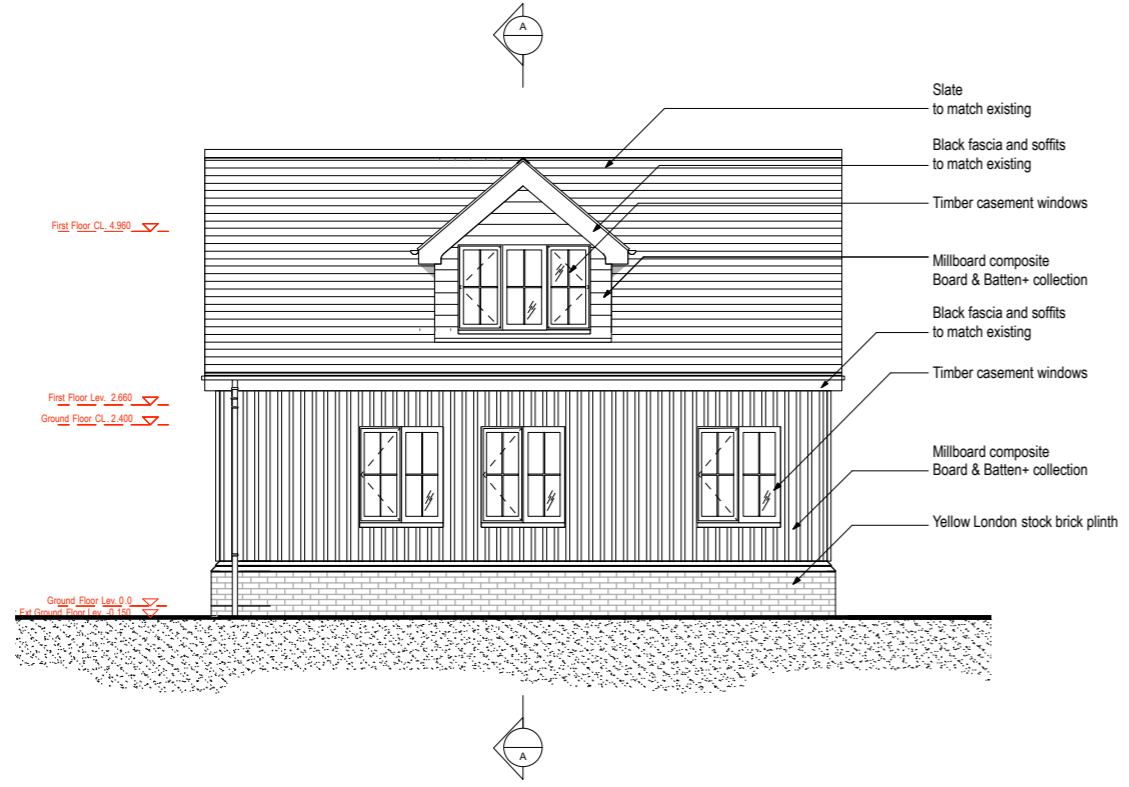 A
Slate
to match existing
Black fascia and soffits
to match existing
Timber casement windows
First Floor CL. 4.960
Millboard composite
Board & Batten+ collection
Black fascia and soffits
to match existing
Timber casement windows
First Floor Lev. 2.660
Ground Floor CL. 2.400
Millboard composite
Board & Batten+ collection
Yellow London stock brick plinth
Ground Floor Lev. 0.0
Ext Ground Floor Lev. -0.150
A